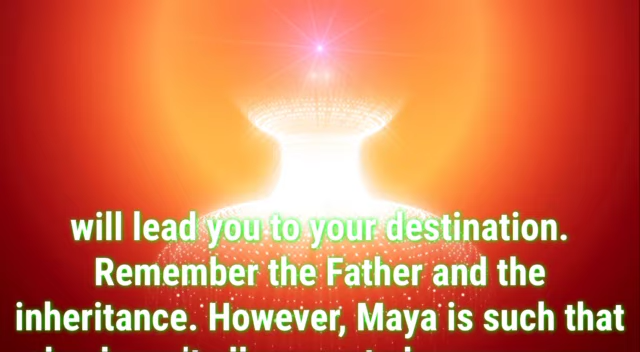 will lead you to your destination.
Remember the Father and the
inheritance. However, Maya is such that